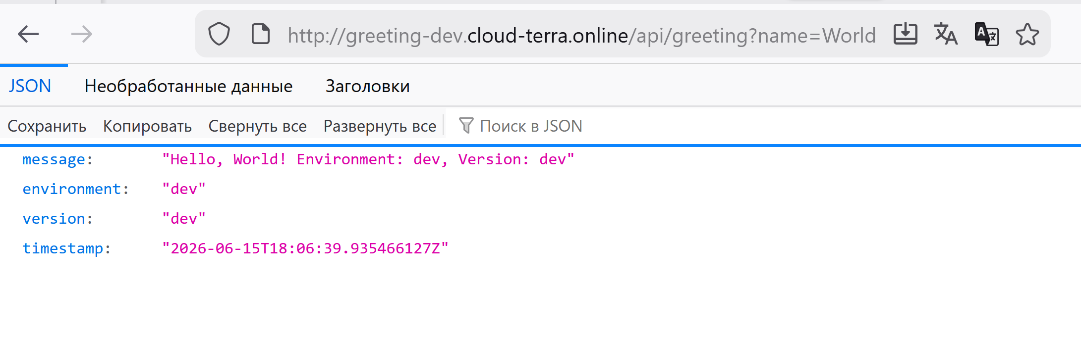 http://greeting-dev.cloud-terra.online/api/greeting?name=World
JSON Необработанные данные Заголовки
Сохранить Копировать Свернуть все Развернуть все Поиск в JSON
message: "Hello, World! Environment: dev, Version: dev"
environment: "dev"
version: "dev"
timestamp: "2026-06-15T18:06:39.935466127Z"